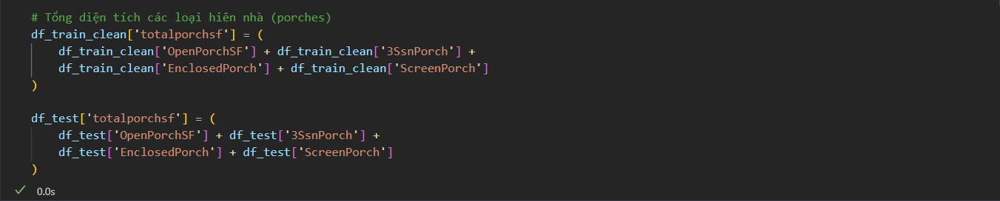 # Tổng diện tích các loại hiên nhà (porches)
df_train_clean['totalporchsf'] = (
    df_train_clean['OpenPorchSF'] + df_train_clean['3SsnPorch'] +
    df_train_clean['EnclosedPorch'] + df_train_clean['ScreenPorch']
)

df_test['totalporchsf'] = (
    df_test['OpenPorchSF'] + df_test['3SsnPorch'] +
    df_test['EnclosedPorch'] + df_test['ScreenPorch']
)
0.0s